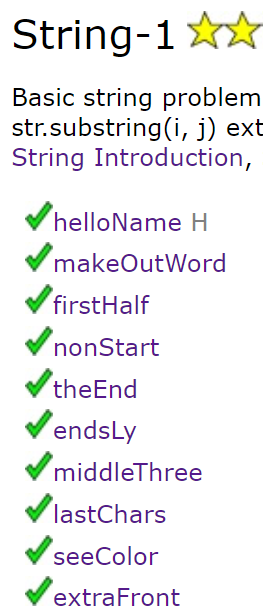 String-1
Basic string problem
str.substring(i, j) ext
String Introduction,
helloName H
makeOutWord
firstHalf
nonStart
theEnd
endsLy
middleThree
lastChars
seeColor
extraFront